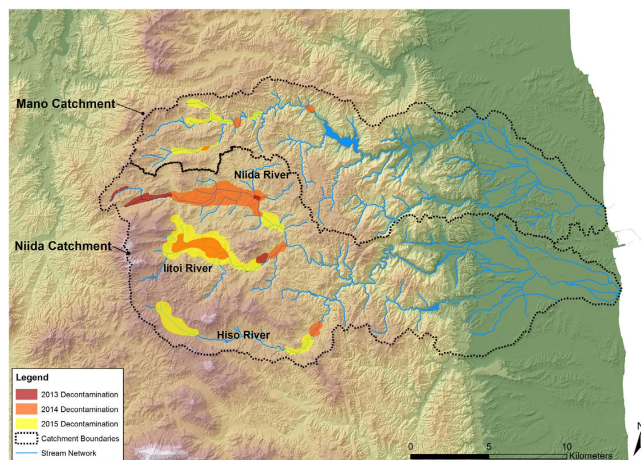 Mano Catchment
Niida River
Niida Catchment
Iitoi River
Hiso River
Legend
2013 Decontamination
2014 Decontamination
2015 Decontamination
Catchment Boundaries
Stream Network
N
0 5 10
Kilometers